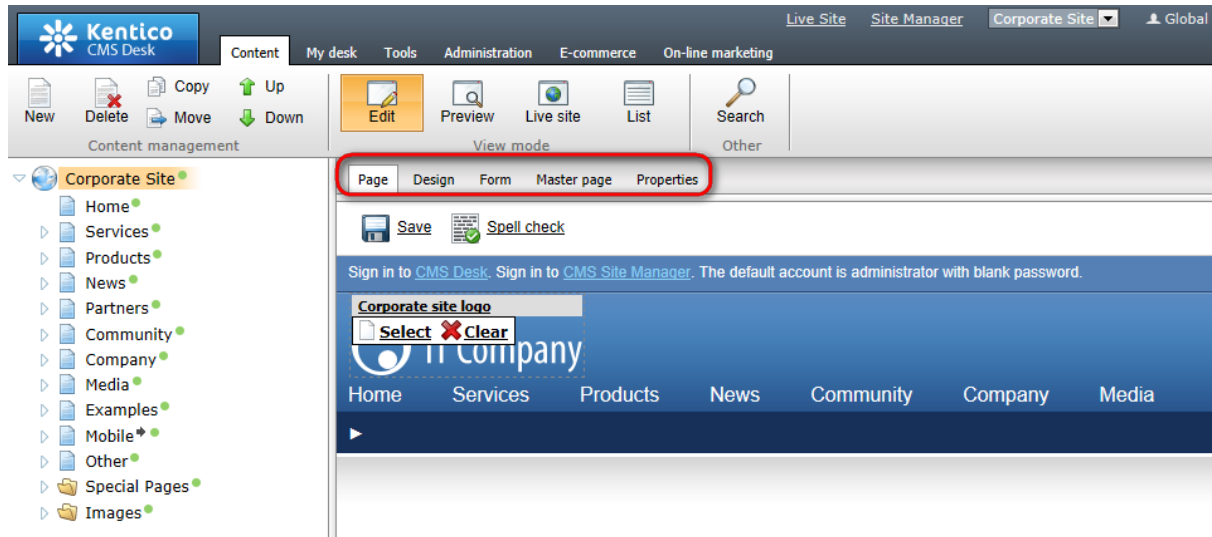 Live Site Site Manager Corporate Site Global
Kentico
CMS Desk
Content My desk Tools Administration E-commerce On-line marketing
New Delete Copy Move Up Down
Edit Preview Live site List Search
Content management View mode Other
Corporate Site
Home
Services
Products
News
Partners
Community
Company
Media
Examples
Mobile
Other
Special Pages
Images
Page Design Form Master page Properties
Save Spell check
Sign in to CMS Desk. Sign in to CMS Site Manager. The default account is administrator with blank password.
Corporate site logo
Select Clear
IT Company
Home Services Products News Community Company Media